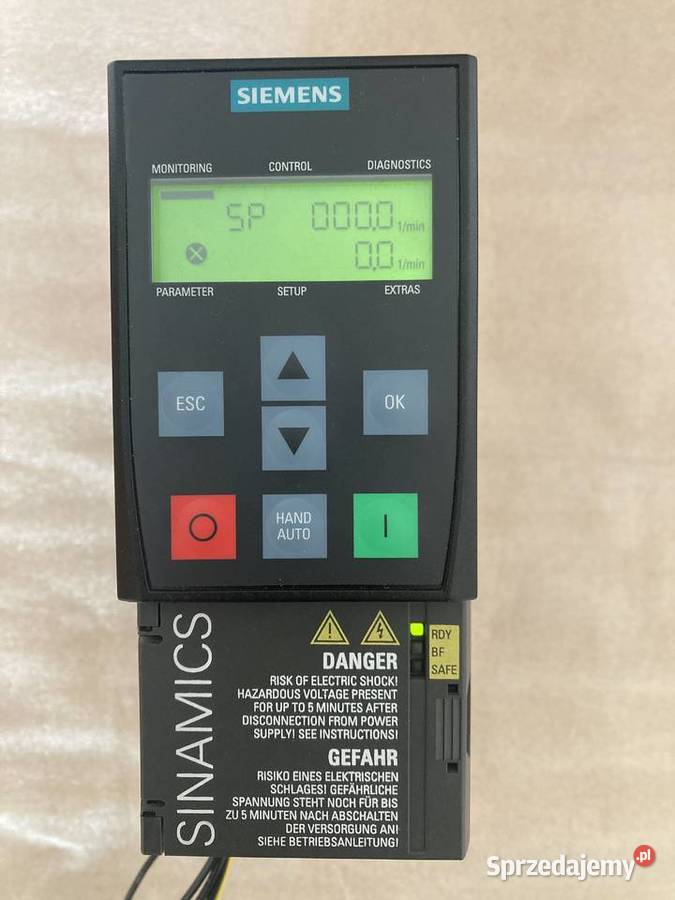 SIEMENS
MONITORING CONTROL DIAGNOSTICS
SP 000.0 1/min
0.0 1/min
PARAMETER SETUP EXTRAS
ESC OK
HAND
AUTO
SINAMICS
RDY
BF
SAFE
DANGER
RISK OF ELECTRIC SHOCK!
HAZARDOUS VOLTAGE PRESENT
FOR UP TO 5 MINUTES AFTER
DISCONNECTION FROM POWER
SUPPLY! SEE INSTRUCTIONS!
GEFAHR
RISIKO EINES ELEKTRISCHEN
SCHLAGES! GEFÄHRLICHE
SPANNUNG STEHT NOCH FÜR BIS
ZU 5 MINUTEN NACH ABSCHALTEN
DER VERSORGUNG AN!
SIEHE BETRIEBSANLEITUNG!
Sprzedajemy.pl